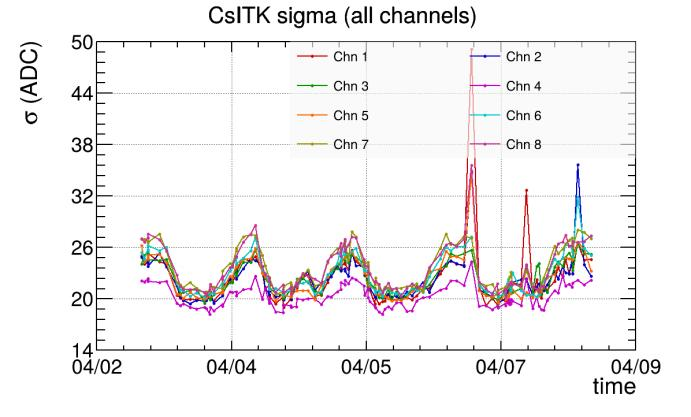 CsITK sigma (all channels)
σ (ADC)
50
44
38
32
26
20
14
Chn 1
Chn 2
Chn 3
Chn 4
Chn 5
Chn 6
Chn 7
Chn 8
04/02
04/04
04/05
04/07
04/09
time